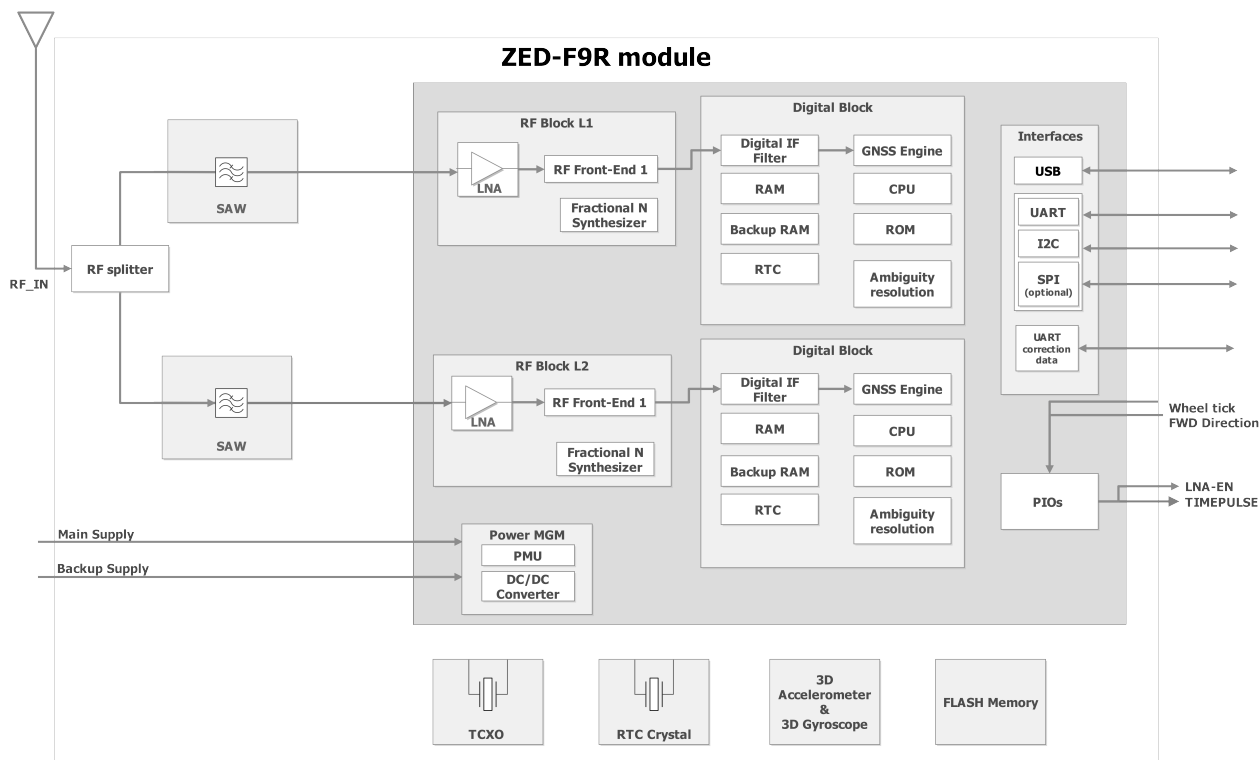 ZED-F9R module
RF_IN
RF splitter
SAW
SAW
RF Block L1
LNA
RF Front-End 1
Fractional N
Synthesizer
Digital Block
Digital IF
Filter
GNSS Engine
RAM
CPU
Backup RAM
ROM
RTC
Ambiguity
resolution
Interfaces
USB
UART
I2C
SPI
(optional)
UART
correction
data
RF Block L2
LNA
RF Front-End 1
Fractional N
Synthesizer
Digital Block
Digital IF
Filter
GNSS Engine
RAM
CPU
Backup RAM
ROM
RTC
Ambiguity
resolution
Wheel tick
FWD Direction
PIOs
LNA-EN
TIMEPULSE
Main Supply
Backup Supply
Power MGM
PMU
DC/DC
Converter
TCXO
RTC Crystal
3D
Accelerometer
&
3D Gyroscope
FLASH Memory